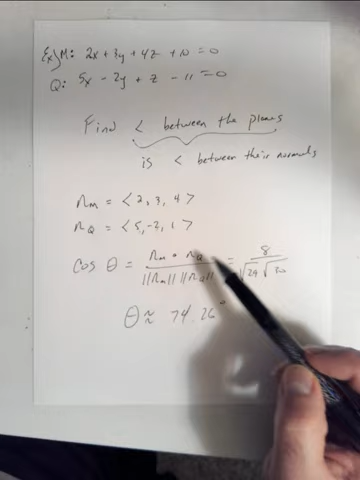 Ex) M: 2x + 3y + 4z + 10 = 0
Q: 5x - 2y + z - 11 = 0
Find < between the planes
is < between their normals
n_M = < 2, 3, 4 >
n_Q = < 5, -2, 1 >
cos θ = n_M • n_Q / ||n_M|| ||n_Q|| = 8 / √29 √30
θ ≈ 74.26°